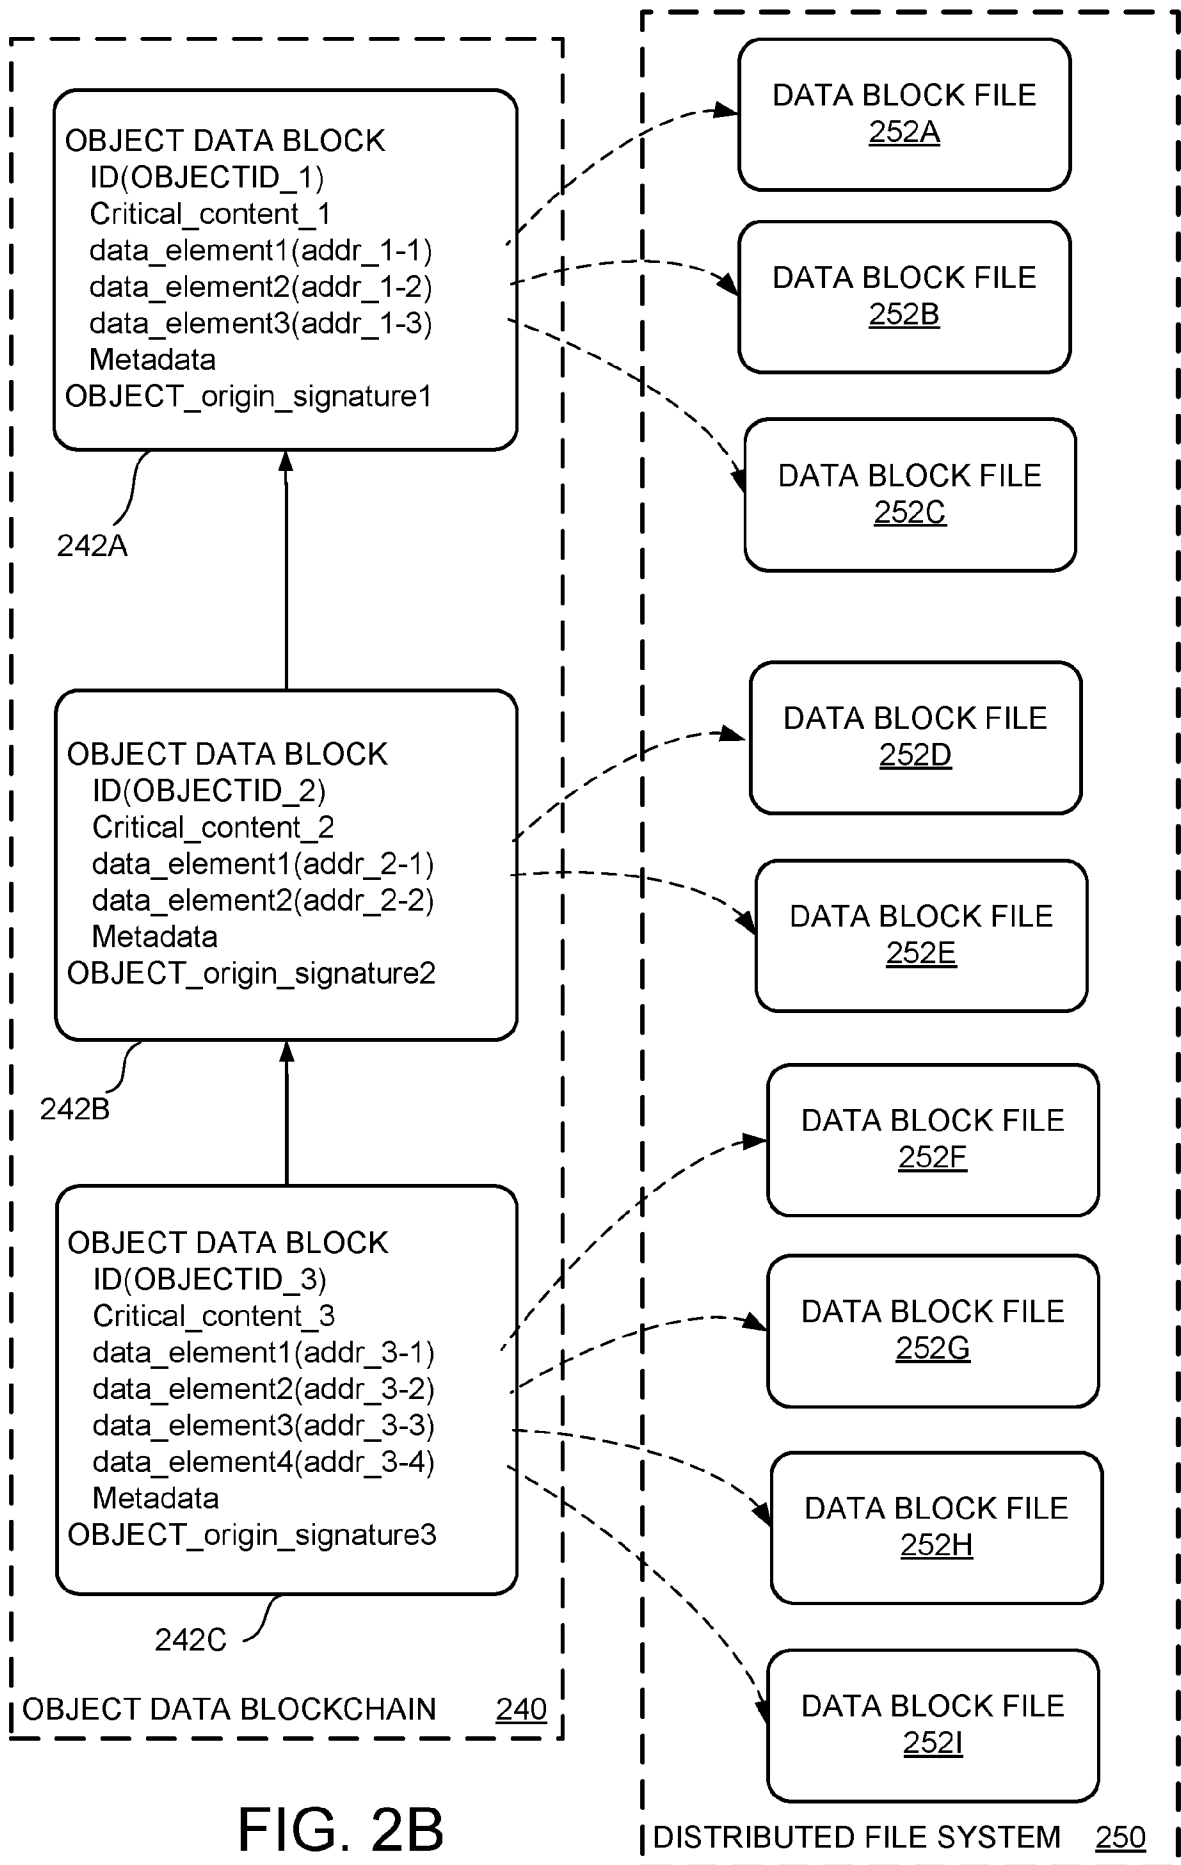 OBJECT DATA BLOCK
ID(OBJECTID_1)
Critical_content_1
data_element1(addr_1-1)
data_element2(addr_1-2)
data_element3(addr_1-3)
Metadata
OBJECT_origin_signature1
242A
OBJECT DATA BLOCK
ID(OBJECTID_2)
Critical_content_2
data_element1(addr_2-1)
data_element2(addr_2-2)
Metadata
OBJECT_origin_signature2
242B
OBJECT DATA BLOCK
ID(OBJECTID_3)
Critical_content_3
data_element1(addr_3-1)
data_element2(addr_3-2)
data_element3(addr_3-3)
data_element4(addr_3-4)
Metadata
OBJECT_origin_signature3
242C
OBJECT DATA BLOCKCHAIN 240
DATA BLOCK FILE
252A
DATA BLOCK FILE
252B
DATA BLOCK FILE
252C
DATA BLOCK FILE
252D
DATA BLOCK FILE
252E
DATA BLOCK FILE
252F
DATA BLOCK FILE
252G
DATA BLOCK FILE
252H
DATA BLOCK FILE
252I
DISTRIBUTED FILE SYSTEM 250
FIG. 2B